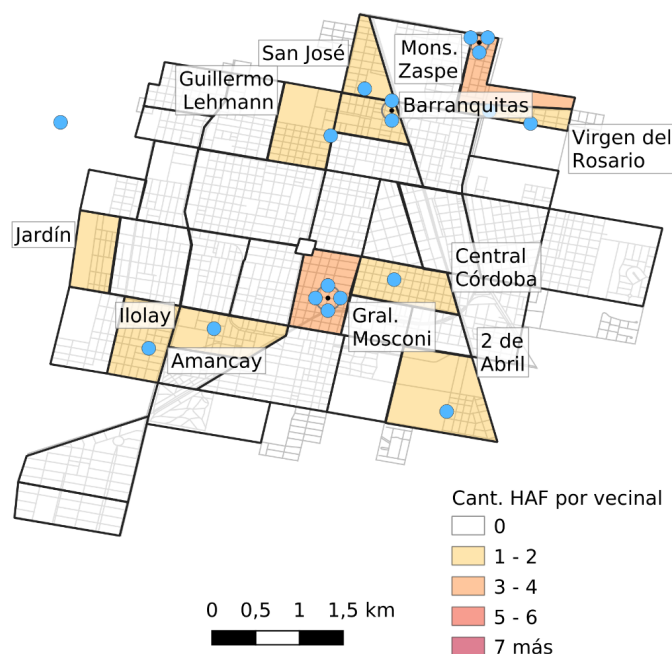 San José
Mons.
Zaspe
Guillermo
Lehmann
Barranquitas
Virgen del
Rosario
Jardín
Central
Córdoba
Ilolay
Gral.
Mosconi
2 de
Abril
Amancay
Cant. HAF por vecinal
0
1 - 2
3 - 4
5 - 6
7 más
0 0,5 1 1,5 km